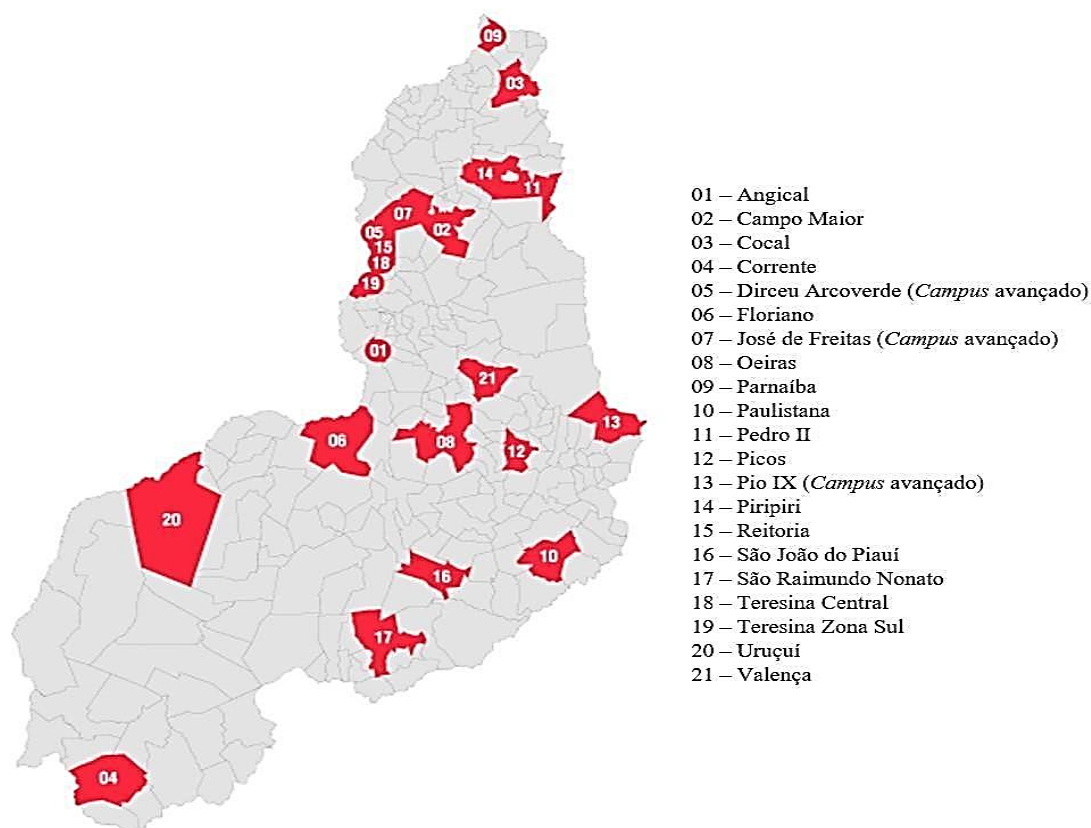 09
03
14
11
07
05
02
15
18
19
01
21
13
06
08
12
20
10
16
17
04
01 – Angical
02 – Campo Maior
03 – Cocal
04 – Corrente
05 – Dirceu Arcoverde (Campus avançado)
06 – Floriano
07 – José de Freitas (Campus avançado)
08 – Oeiras
09 – Parnaíba
10 – Paulistana
11 – Pedro II
12 – Picos
13 – Pio IX (Campus avançado)
14 – Piripiri
15 – Reitoria
16 – São João do Piauí
17 – São Raimundo Nonato
18 – Teresina Central
19 – Teresina Zona Sul
20 – Uruçuí
21 – Valença